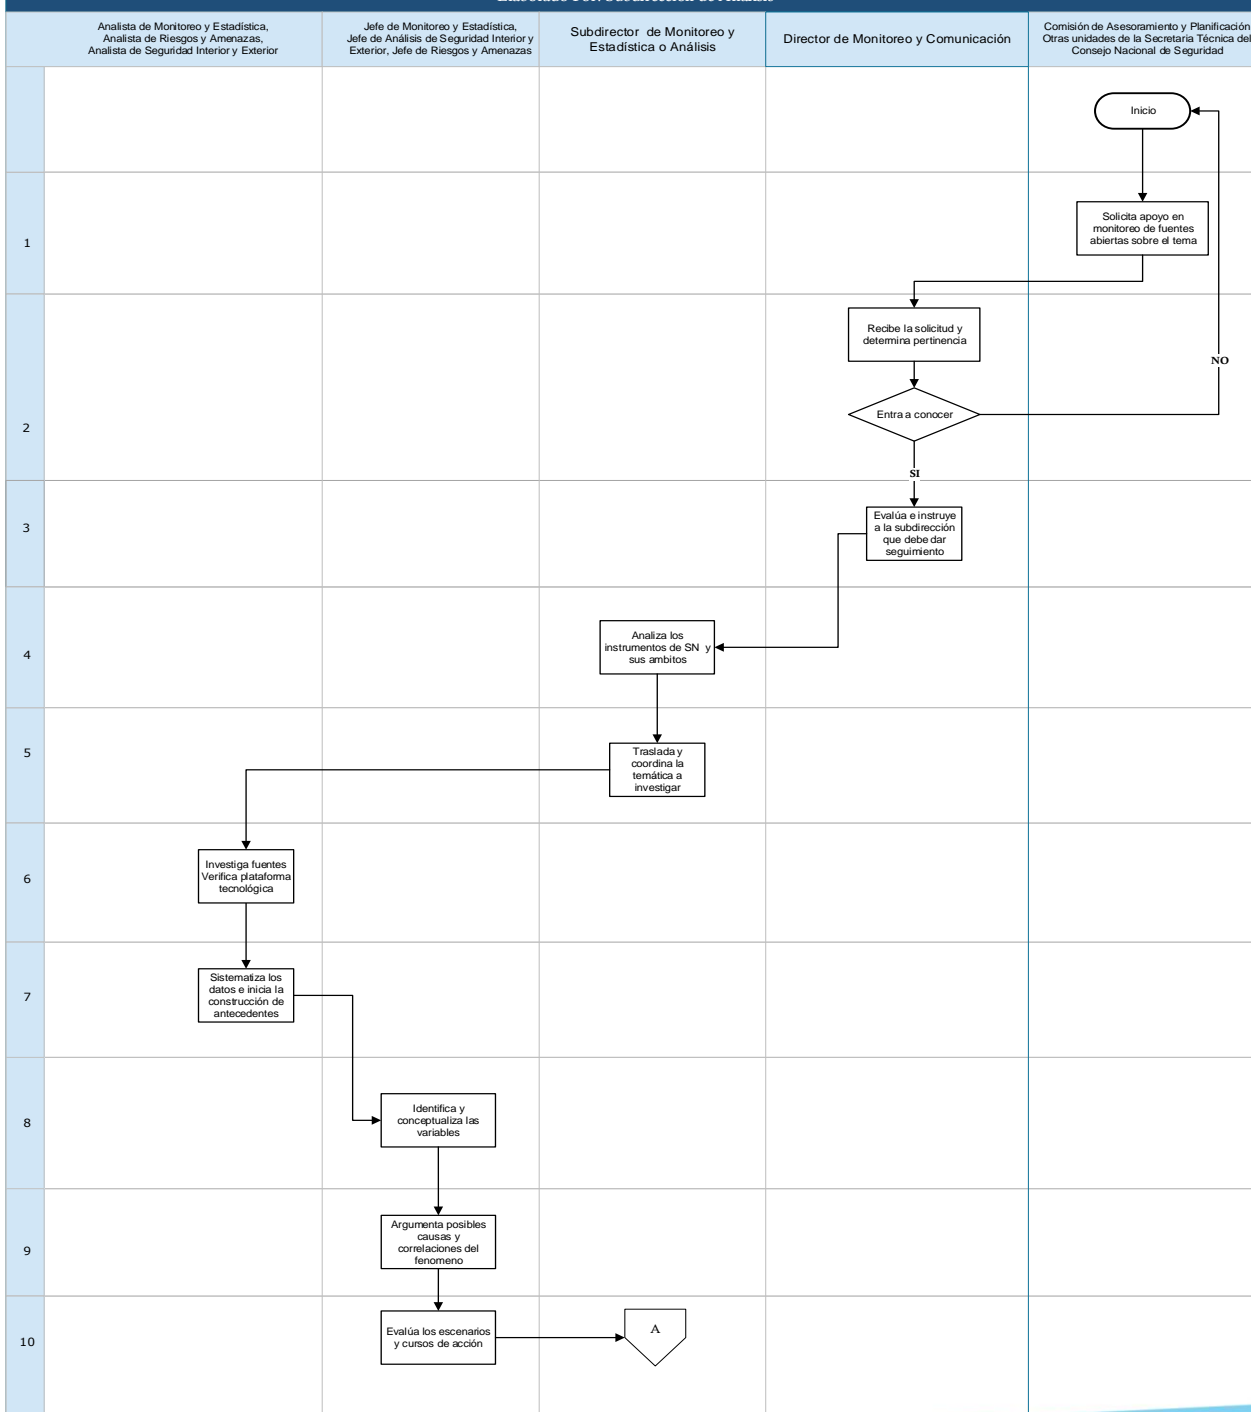 Elaborado Por: Subdirección de Análisis
Analista de Monitoreo y Estadística,
Analista de Riesgos y Amenazas,
Analista de Seguridad Interior y Exterior
Jefe de Monitoreo y Estadística,
Jefe de Análisis de Seguridad Interior y
Exterior, Jefe de Riesgos y Amenazas
Subdirector de Monitoreo y
Estadística o Análisis
Director de Monitoreo y Comunicación
Comisión de Asesoramiento y Planificación
Otras unidades de la Secretaria Técnica del
Consejo Nacional de Seguridad
Inicio
1
Solicita apoyo en
monitoreo de fuentes
abiertas sobre el tema
Recibe la solicitud y
determina pertinencia
NO
2
Entra a conocer
SI
3
Evalúa e instruye
a la subdirección
que debe dar
seguimiento
4
Analiza los
instrumentos de SN y
sus ambitos
5
Traslada y
coordina la
temática a
investigar
6
Investiga fuentes
Verifica plataforma
tecnológica
7
Sistematiza los
datos e inicia la
construcción de
antecedentes
8
Identifica y
conceptualiza las
variables
9
Argumenta posibles
causas y
correlaciones del
fenomeno
10
Evalúa los escenarios
y cursos de acción
A